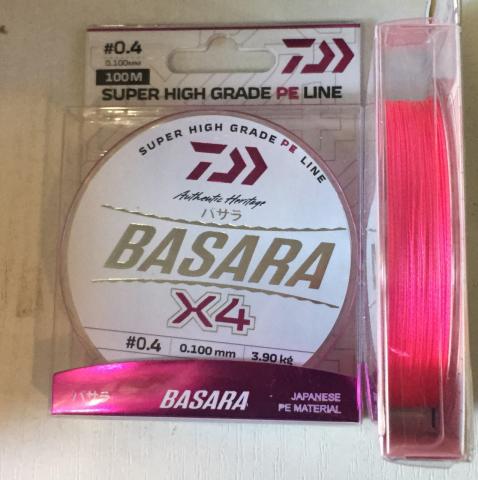 #0.4
0.100MM
100M
SUPER HIGH GRADE PE LINE
SUPER HIGH GRADE PE LINE
Authentic Heritage
バサラ
BASARA
X4
#0.4 0.100 mm 3.90 kg
バサラ BASARA JAPANESE
PE MATERIAL